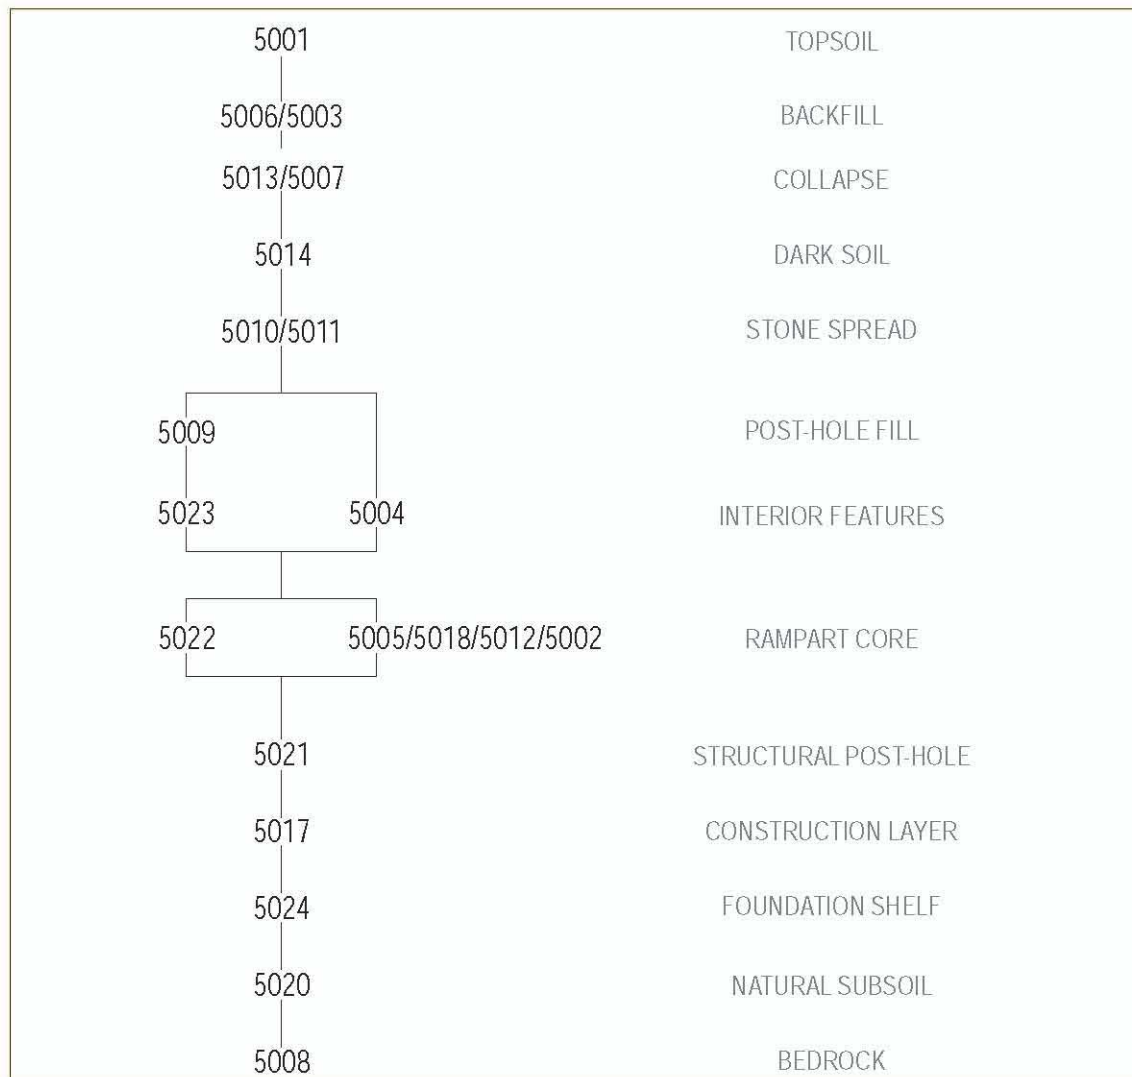 5001 TOPSOIL
5006/5003 BACKFILL
5013/5007 COLLAPSE
5014 DARK SOIL
5010/5011 STONE SPREAD
5009 POST-HOLE FILL
5023 5004 INTERIOR FEATURES
5022 5005/5018/5012/5002 RAMPART CORE
5021 STRUCTURAL POST-HOLE
5017 CONSTRUCTION LAYER
5024 FOUNDATION SHELF
5020 NATURAL SUBSOIL
5008 BEDROCK